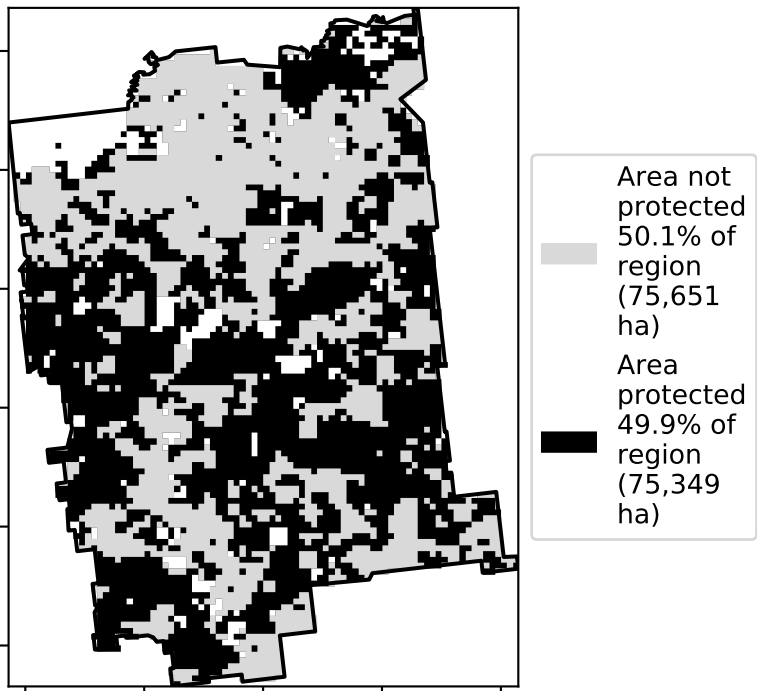 Area not
protected
50.1% of
region
(75,651
ha)
Area
protected
49.9% of
region
(75,349
ha)